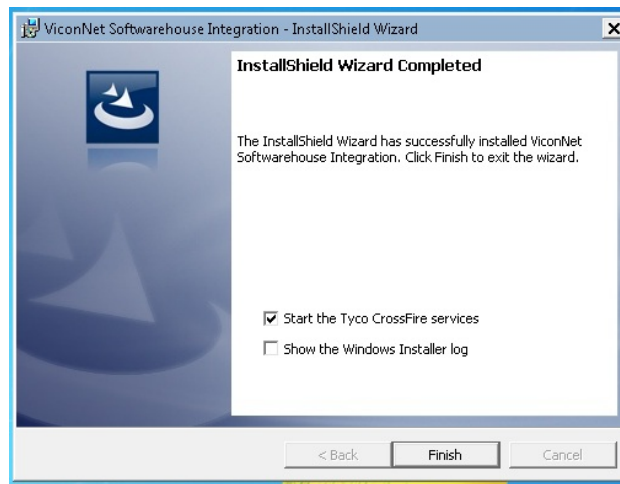 ViconNet Softwarehouse Integration - InstallShield Wizard
InstallShield Wizard Completed
The InstallShield Wizard has successfully installed ViconNet
Softwarehouse Integration. Click Finish to exit the wizard.
Start the Tyco CrossFire services
Show the Windows Installer log
< Back
Finish
Cancel